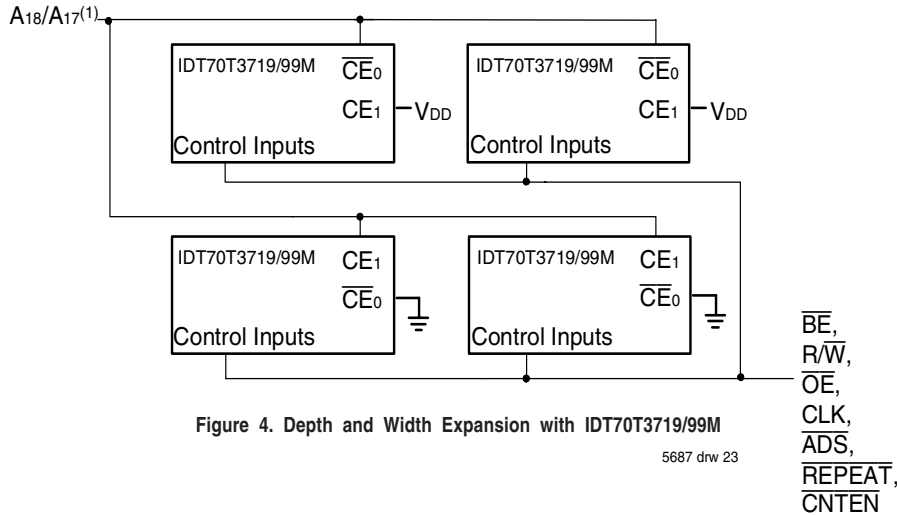 A18/A17(1)
IDT70T3719/99M
CE0
CE1
VDD
Control Inputs
IDT70T3719/99M
CE0
CE1
VDD
Control Inputs
IDT70T3719/99M
CE1
CE0
Control Inputs
IDT70T3719/99M
CE1
CE0
Control Inputs
BE,
R/W,
OE,
CLK,
ADS,
REPEAT,
CNTEN
Figure 4. Depth and Width Expansion with IDT70T3719/99M
5687 drw 23